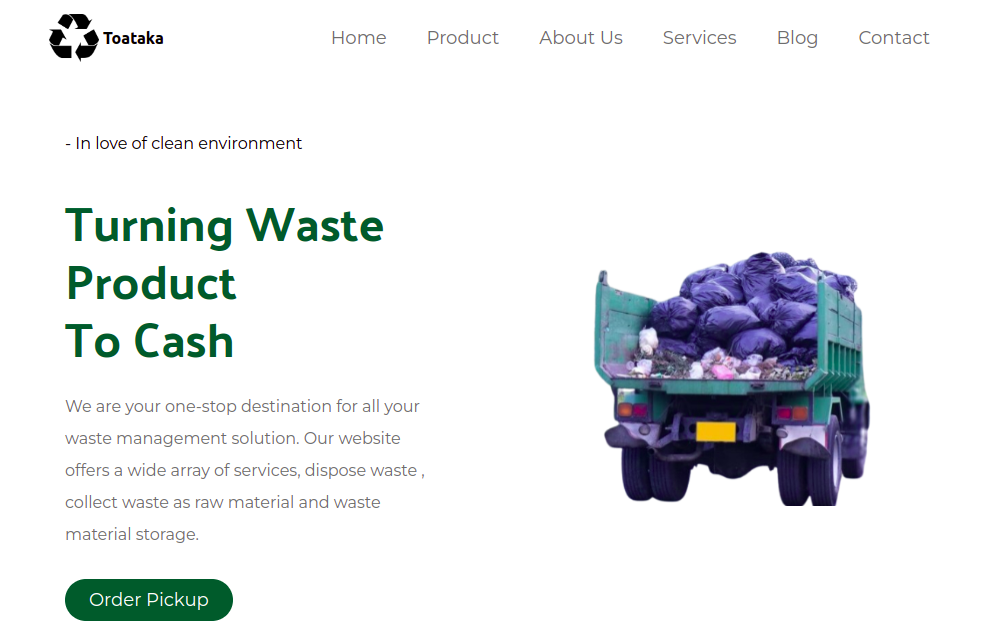 Toataka
Home Product About Us Services Blog Contact
- In love of clean environment
Turning Waste
Product
To Cash
We are your one-stop destination for all your
waste management solution. Our website
offers a wide array of services, dispose waste ,
collect waste as raw material and waste
material storage.
Order Pickup